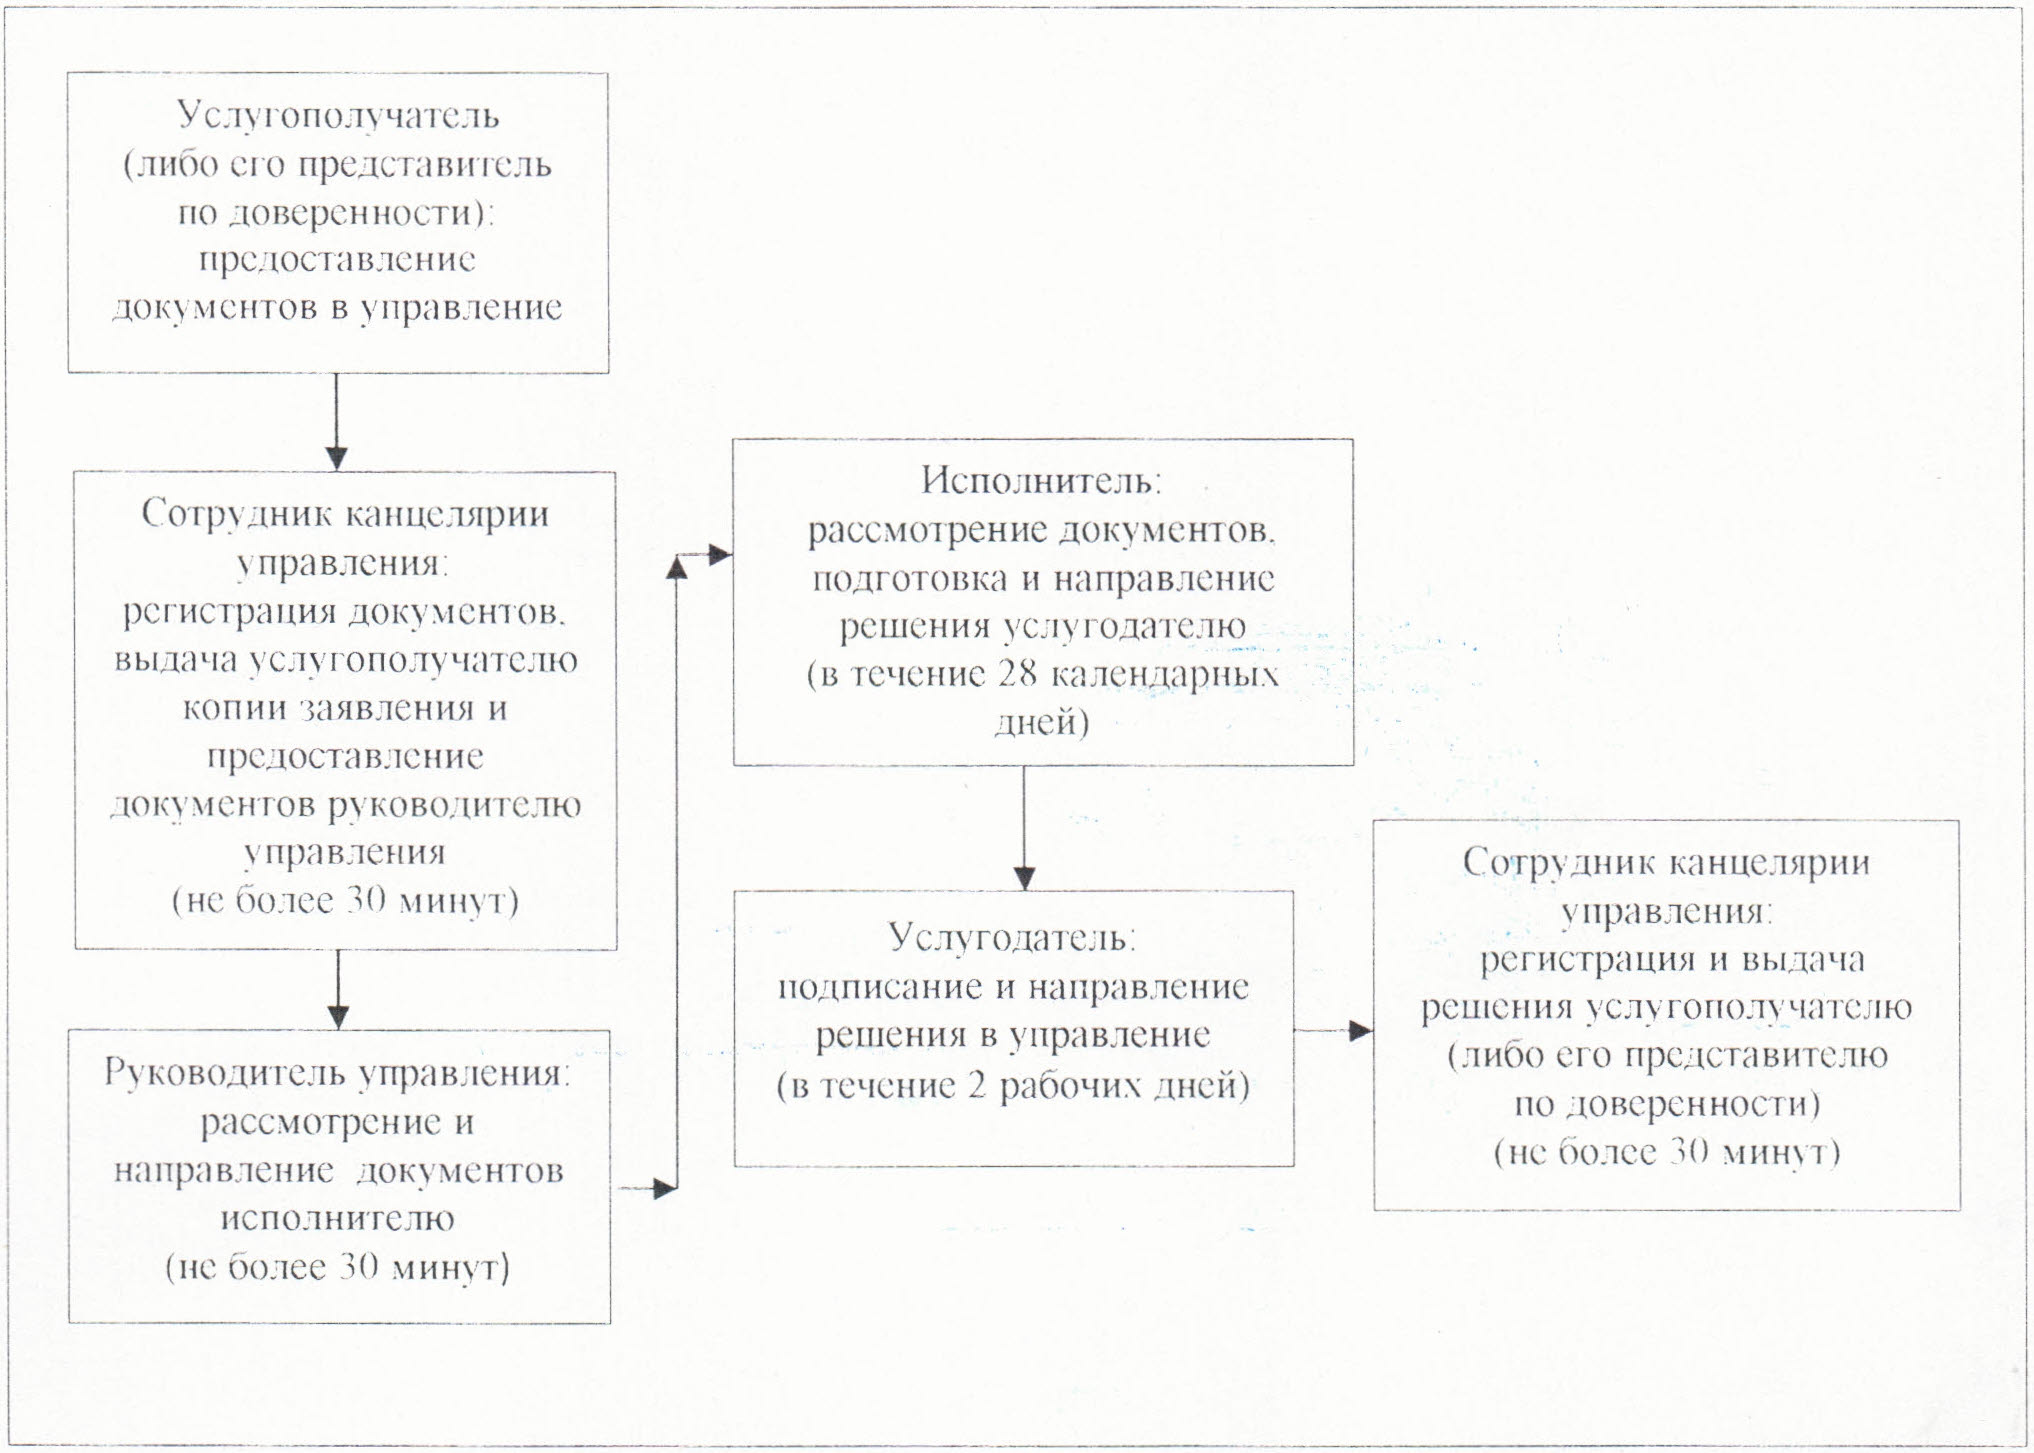 Услугополучатель
(либо его представитель
по доверенности):
предоставление
документов в управление
Сотрудник канцелярии
управления:
регистрация документов,
выдача услугополучателю
копии заявления и
предоставление
документов руководителю
управления
(не более 30 минут)
Руководитель управления:
рассмотрение и
направление документов
исполнителю
(не более 30 минут)
Исполнитель:
рассмотрение документов,
подготовка и направление
решения услугодателю
(в течение 28 календарных
дней)
Услугодатель:
подписание и направление
решения в управление
(в течение 2 рабочих дней)
Сотрудник канцелярии
управления:
регистрация и выдача
решения услугополучателю
(либо его представителю
по доверенности)
(не более 30 минут)